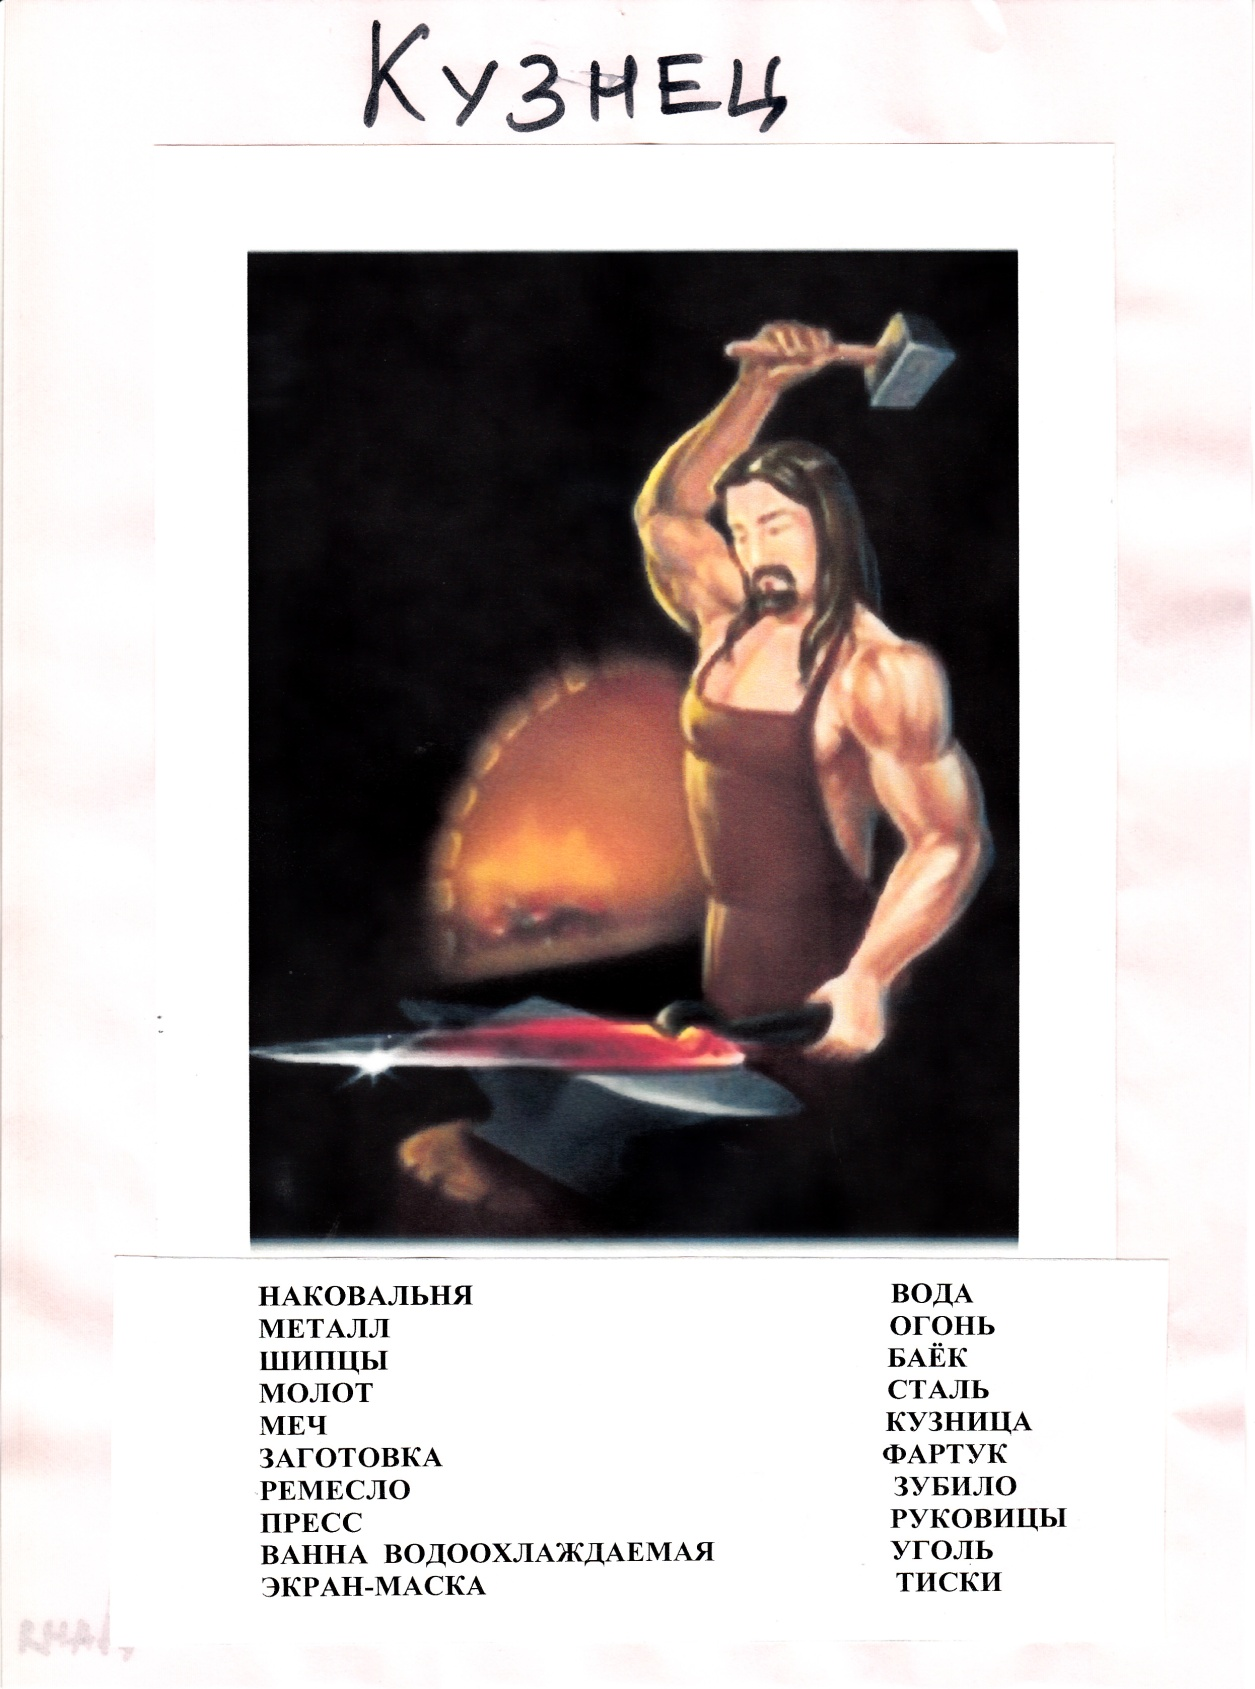 Кузнец
НАКОВАЛЬНЯ
МЕТАЛЛ
ШИПЦЫ
МОЛОТ
МЕЧ
ЗАГОТОВКА
РЕМЕСЛО
ПРЕСС
ВАННА ВОДООХЛАЖДАЕМАЯ
ЭКРАН-МАСКА
ВОДА
ОГОНЬ
БАЁК
СТАЛЬ
КУЗНИЦА
ФАРТУК
ЗУБИЛО
РУКОВИЦЫ
УГОЛЬ
ТИСКИ